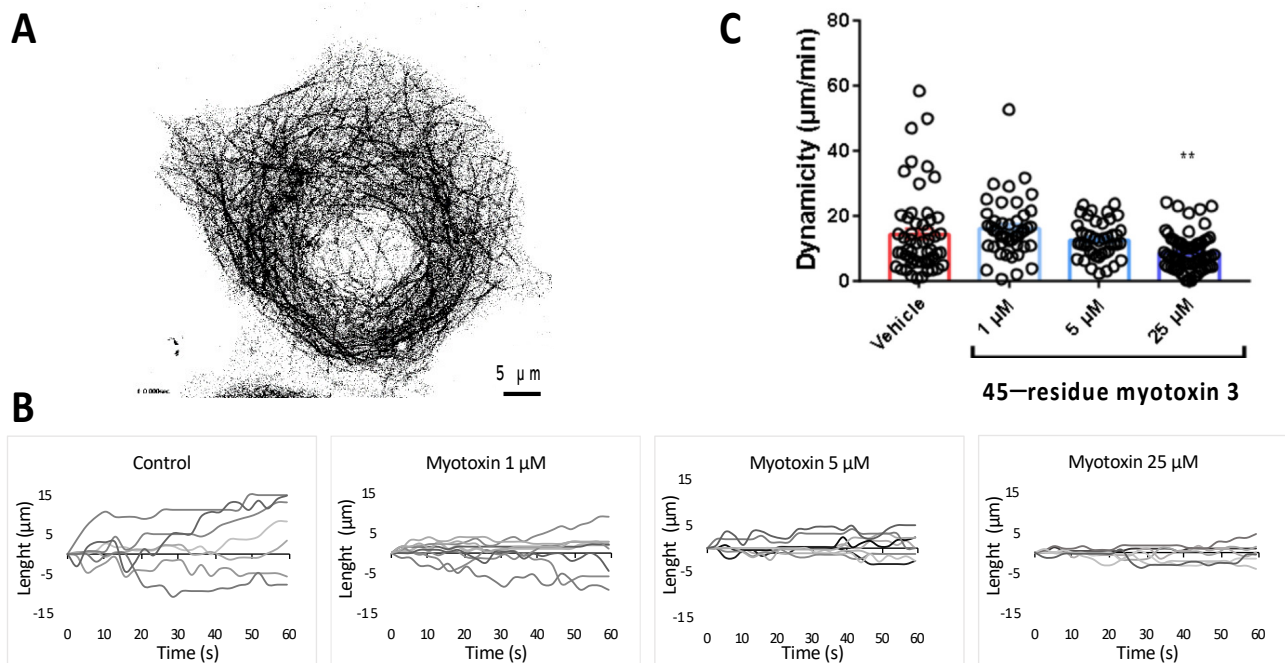 A
t 0.000sec
5 µm
C
Dynamicity (µm/min)
80
60
40
20
0
**
Vehicle
1 µM
5 µM
25 µM
45–residue myotoxin 3
B
Control
Lenght (µm)
15
5
-5
-15
0 10 20 30 40 50 60
Time (s)
Myotoxin 1 µM
Lenght (µm)
15
5
-5
-15
0 10 20 30 40 50 60
Time (s)
Myotoxin 5 µM
Lenght (µm)
15
5
-5
-15
0 10 20 30 40 50 60
Time (s)
Myotoxin 25 µM
Lenght (µm)
15
5
-5
-15
0 10 20 30 40 50 60
Time (s)